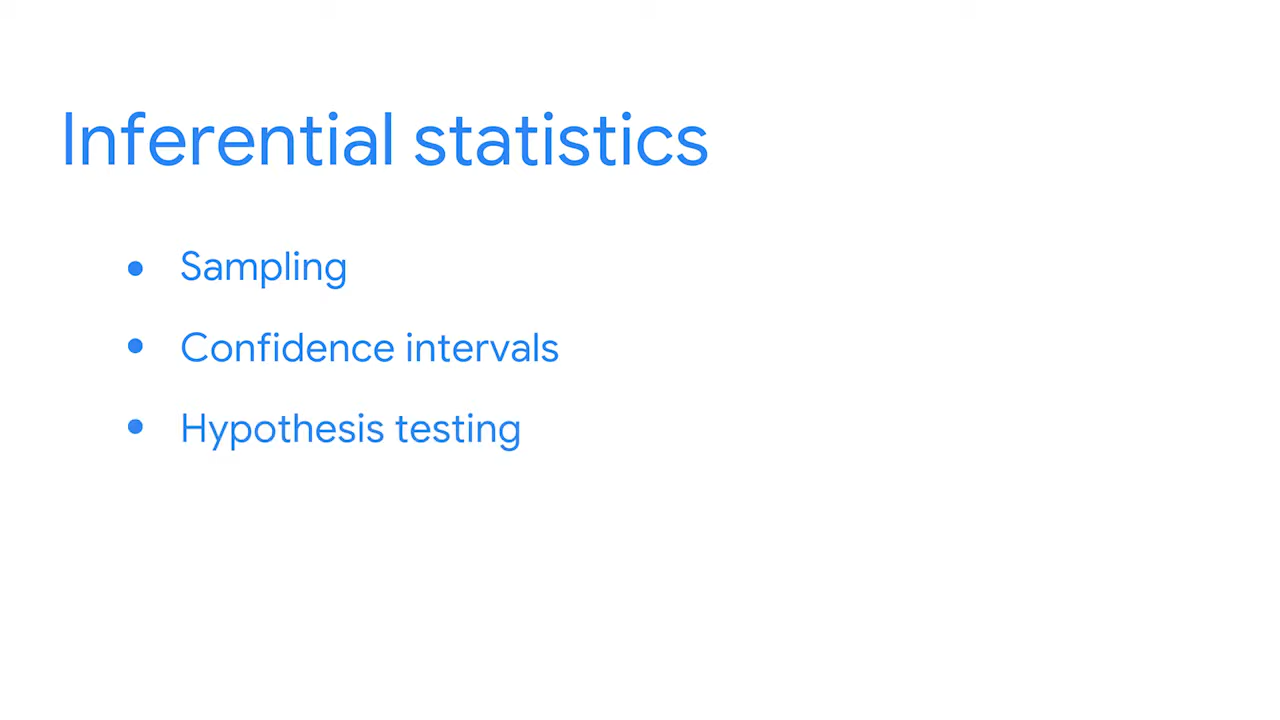 Inferential statistics
• Sampling
• Confidence intervals
• Hypothesis testing